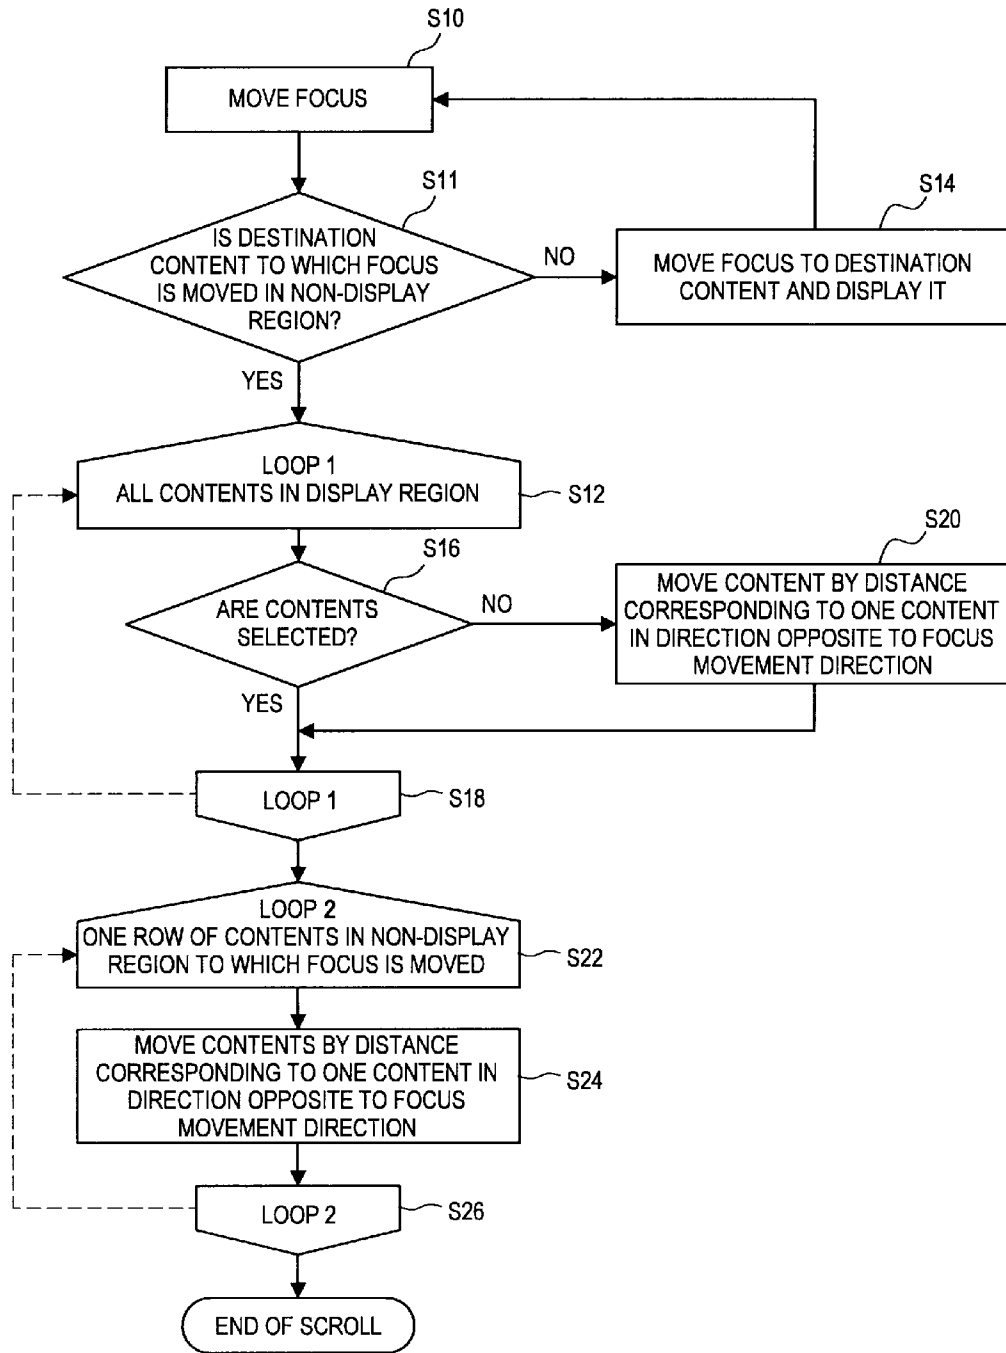 S10
MOVE FOCUS
S11
IS DESTINATION
CONTENT TO WHICH FOCUS
IS MOVED IN NON-DISPLAY
REGION?
NO
S14
MOVE FOCUS TO DESTINATION
CONTENT AND DISPLAY IT
YES
LOOP 1
ALL CONTENTS IN DISPLAY REGION
S12
S16
ARE CONTENTS
SELECTED?
NO
S20
MOVE CONTENT BY DISTANCE
CORRESPONDING TO ONE CONTENT
IN DIRECTION OPPOSITE TO FOCUS
MOVEMENT DIRECTION
YES
LOOP 1
S18
LOOP 2
ONE ROW OF CONTENTS IN NON-DISPLAY
REGION TO WHICH FOCUS IS MOVED
S22
MOVE CONTENTS BY DISTANCE
CORRESPONDING TO ONE CONTENT IN
DIRECTION OPPOSITE TO FOCUS
MOVEMENT DIRECTION
S24
LOOP 2
S26
END OF SCROLL